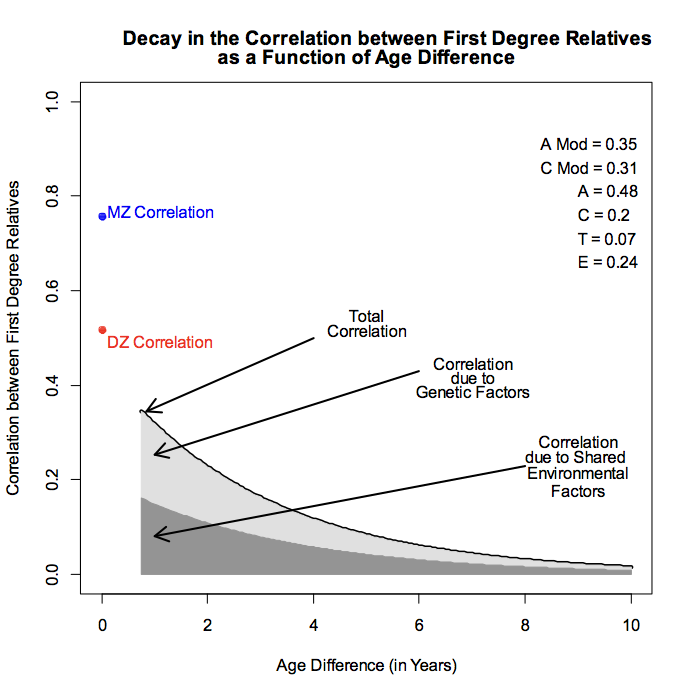 Decay in the Correlation between First Degree Relatives
as a Function of Age Difference
Correlation between First Degree Relatives
1.0
0.8
0.6
0.4
0.2
0.0
A Mod = 0.35
C Mod = 0.31
A = 0.48
C = 0.2
T = 0.07
E = 0.24
MZ Correlation
DZ Correlation
Total
Correlation
Correlation
due to
Genetic Factors
Correlation
due to Shared
Environmental
Factors
0
2
4
6
8
10
Age Difference (in Years)